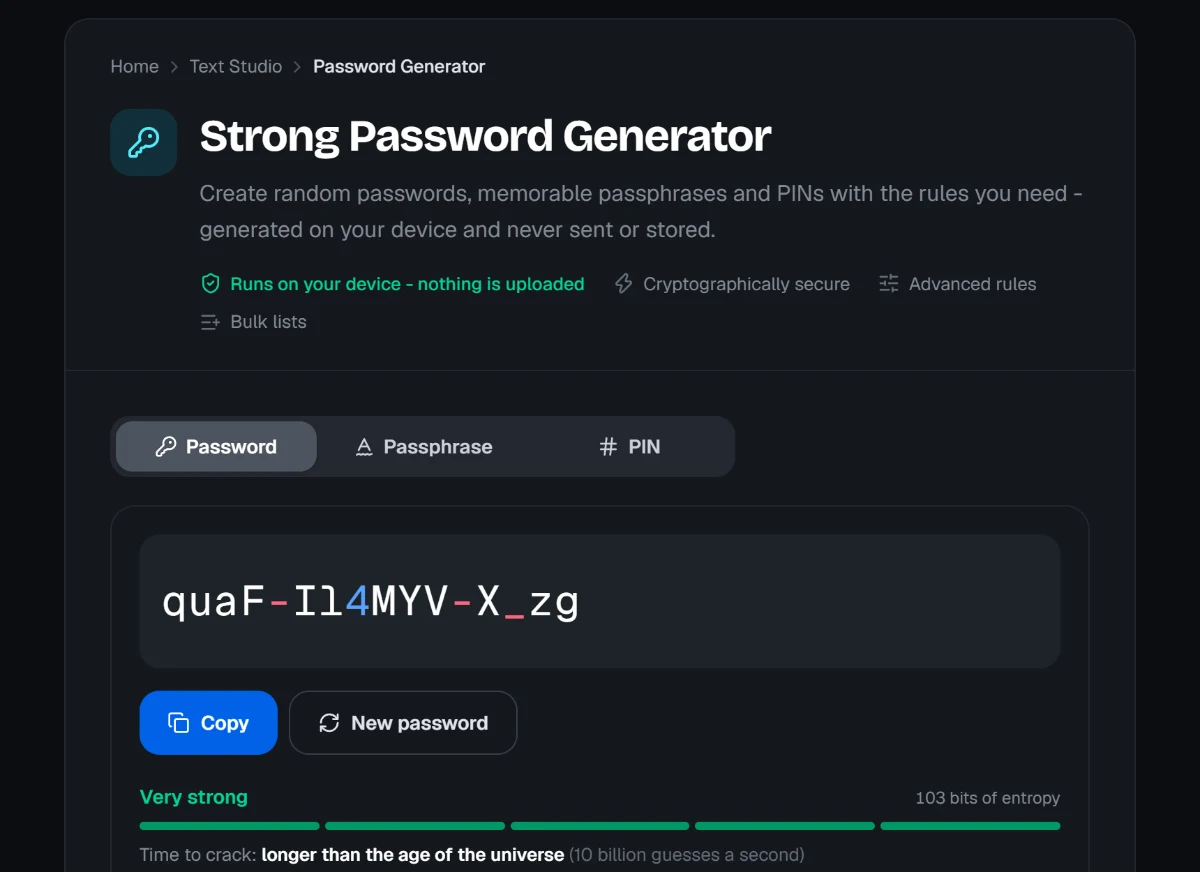 Home > Text Studio > Password Generator
Strong Password Generator
Create random passwords, memorable passphrases and PINs with the rules you need -
generated on your device and never sent or stored.
Runs on your device - nothing is uploaded Cryptographically secure Advanced rules
Bulk lists
Password Passphrase # PIN
quaF-Il4MYV-X_zg
Copy New password
Very strong 103 bits of entropy
Time to crack: longer than the age of the universe (10 billion guesses a second)